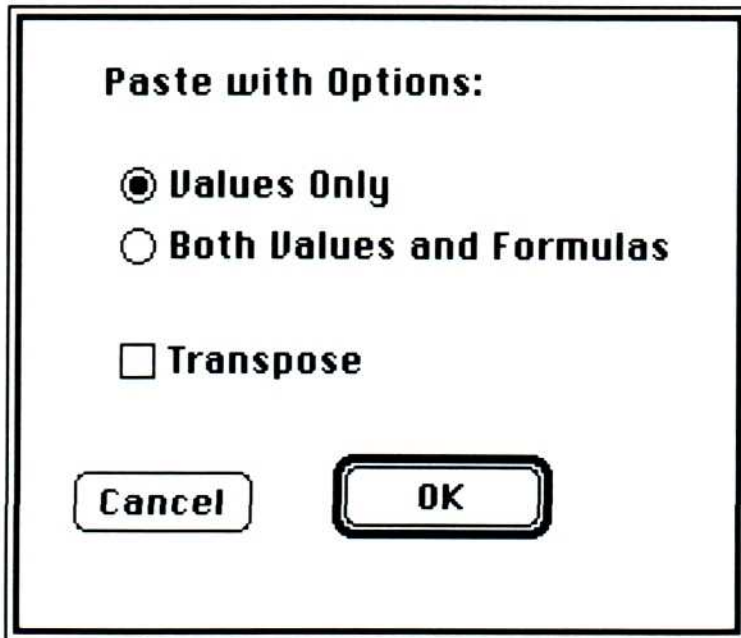 Paste with Options:
Values Only
Both Values and Formulas
Transpose
Cancel OK